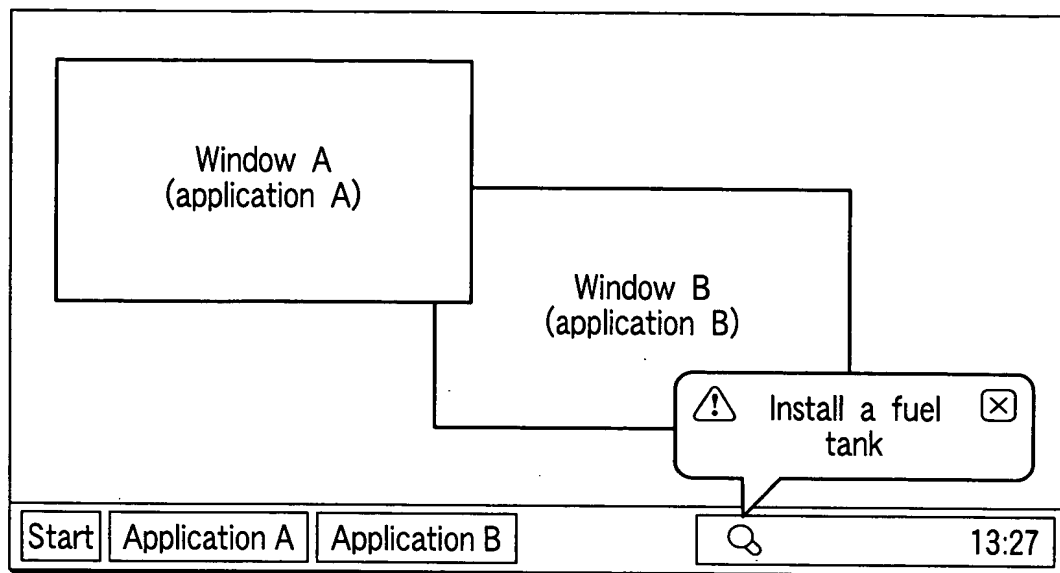 Window A
(application A)
Window B
(application B)
Install a fuel
tank
Start
Application A
Application B
13:27